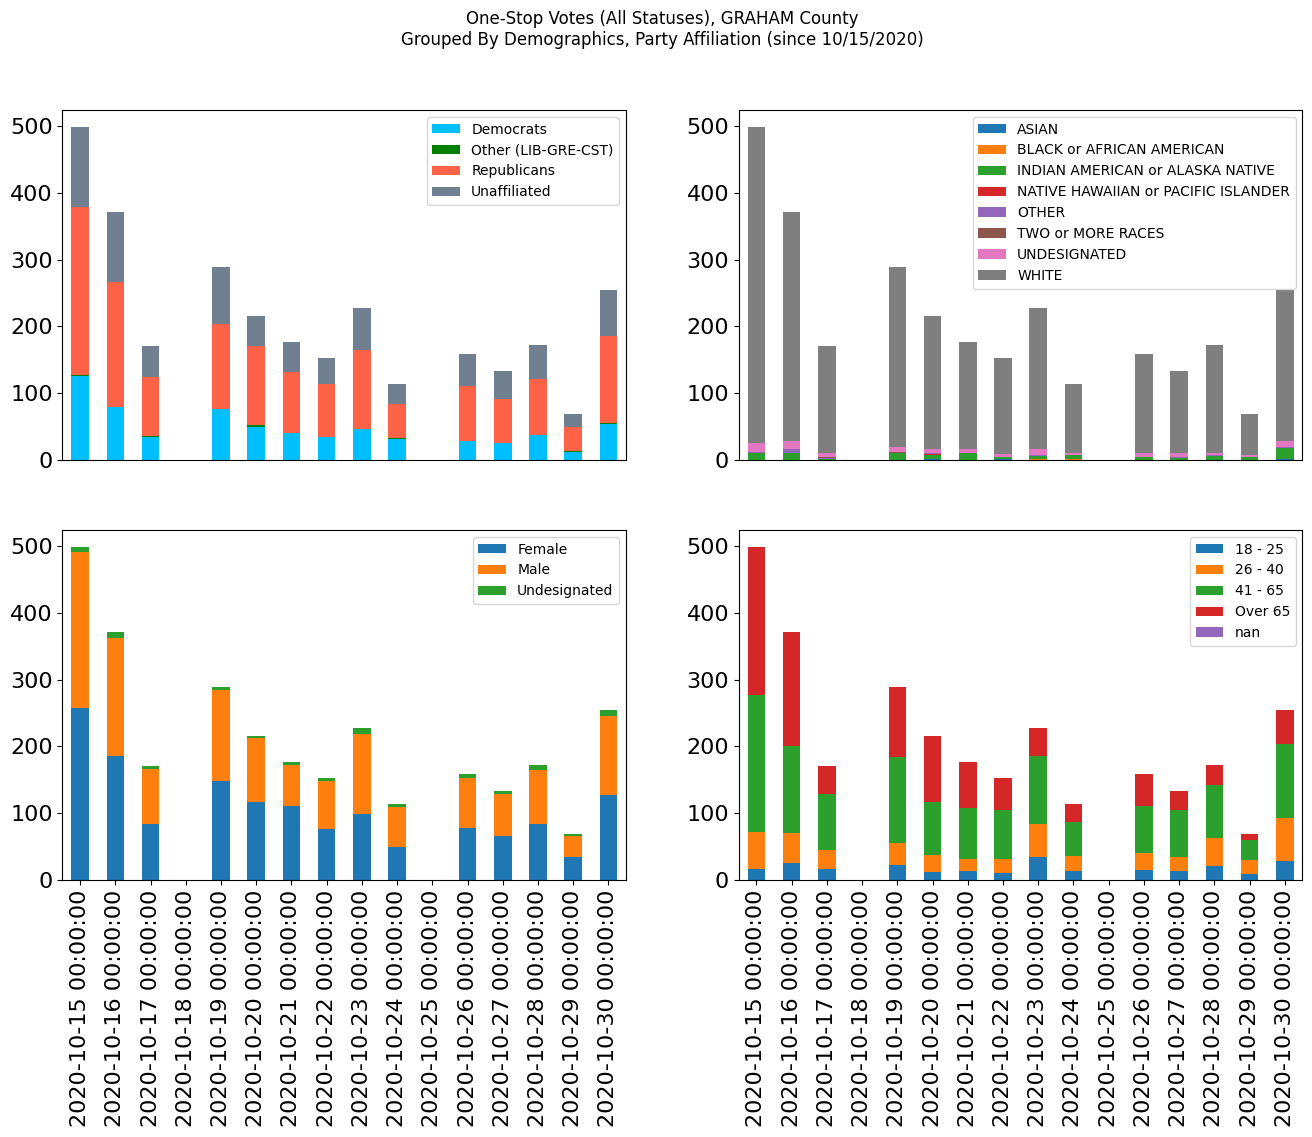 One-Stop Votes (All Statuses), GRAHAM County
Grouped By Demographics, Party Affiliation (since 10/15/2020)
500
400
300
200
100
0
Democrats
Other (LIB-GRE-CST)
Republicans
Unaffiliated
500
400
300
200
100
0
ASIAN
BLACK or AFRICAN AMERICAN
INDIAN AMERICAN or ALASKA NATIVE
NATIVE HAWAIIAN or PACIFIC ISLANDER
OTHER
TWO or MORE RACES
UNDESIGNATED
WHITE
500
400
300
200
100
0
Female
Male
Undesignated
2020-10-15 00:00:00
2020-10-16 00:00:00
2020-10-17 00:00:00
2020-10-18 00:00:00
2020-10-19 00:00:00
2020-10-20 00:00:00
2020-10-21 00:00:00
2020-10-22 00:00:00
2020-10-23 00:00:00
2020-10-24 00:00:00
2020-10-25 00:00:00
2020-10-26 00:00:00
2020-10-27 00:00:00
2020-10-28 00:00:00
2020-10-29 00:00:00
2020-10-30 00:00:00
500
400
300
200
100
0
18 - 25
26 - 40
41 - 65
Over 65
nan
2020-10-15 00:00:00
2020-10-16 00:00:00
2020-10-17 00:00:00
2020-10-18 00:00:00
2020-10-19 00:00:00
2020-10-20 00:00:00
2020-10-21 00:00:00
2020-10-22 00:00:00
2020-10-23 00:00:00
2020-10-24 00:00:00
2020-10-25 00:00:00
2020-10-26 00:00:00
2020-10-27 00:00:00
2020-10-28 00:00:00
2020-10-29 00:00:00
2020-10-30 00:00:00